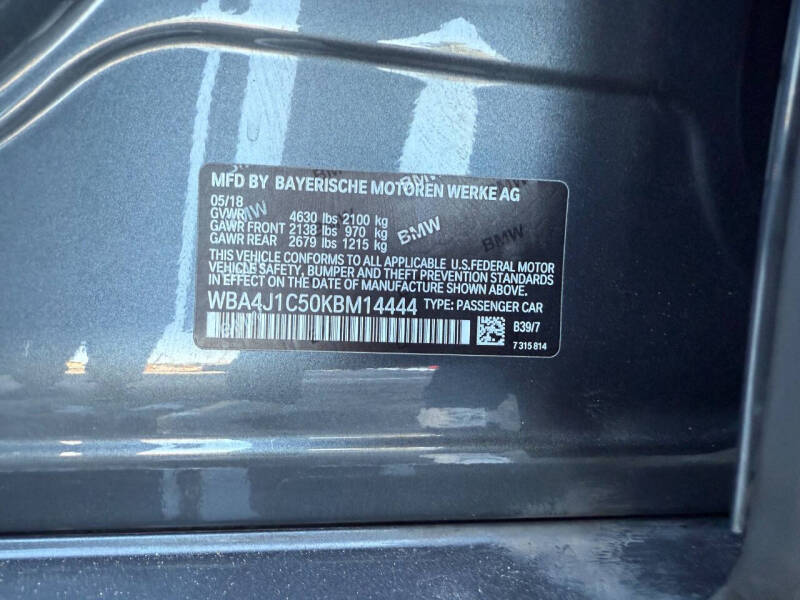 MFD BY BAYERISCHE MOTOREN WERKE AG
05/18
GVWR 4630 lbs 2100 kg
GAWR FRONT 2138 lbs 970 kg
GAWR REAR 2679 lbs 1215 kg
BMW BMW BMW
THIS VEHICLE CONFORMS TO ALL APPLICABLE U.S.FEDERAL MOTOR
VEHICLE SAFETY, BUMPER, AND THEFT PREVENTION STANDARDS
IN EFFECT ON THE DATE OF MANUFACTURE SHOWN ABOVE.
WBA4J1C50KBM14444 TYPE: PASSENGER CAR
B39/7
7 315 814